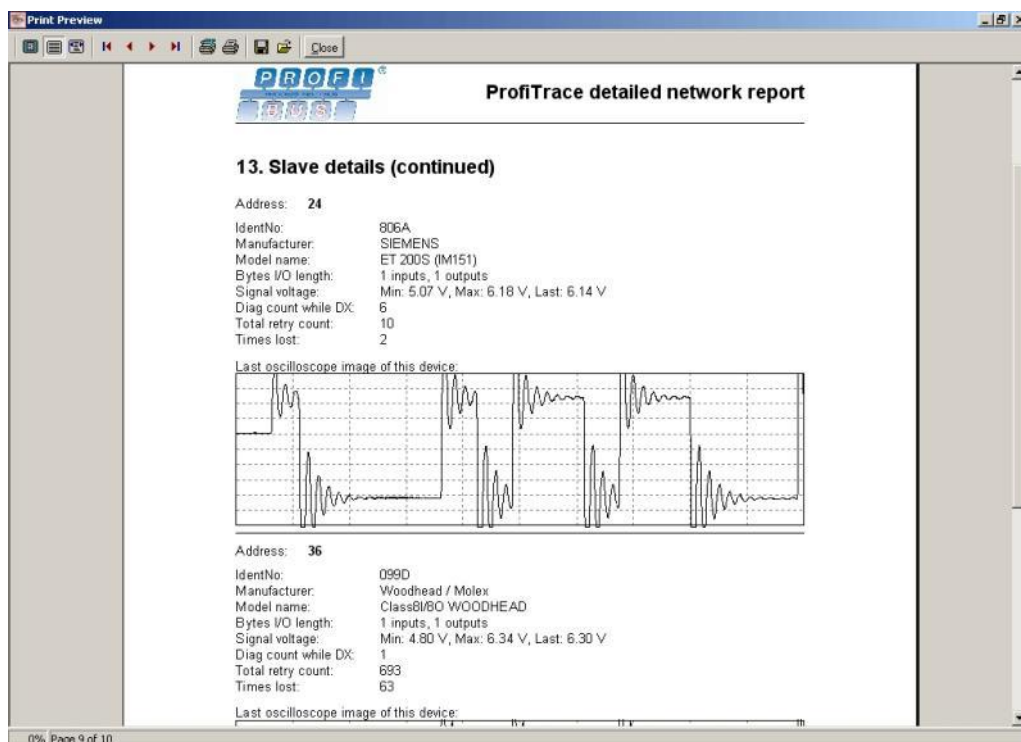 Print Preview
Close
PROFI®
BUS
ProfiTrace detailed network report
13. Slave details (continued)
Address: 24
IdentNo: 806A
Manufacturer: SIEMENS
Model name: ET 200S (IM151)
Bytes I/O length: 1 inputs, 1 outputs
Signal voltage: Min: 5.07 V, Max: 6.18 V, Last: 6.14 V
Diag count while DX: 6
Total retry count: 10
Times lost: 2
Last oscilloscope image of this device:
Address: 36
IdentNo: 099D
Manufacturer: Woodhead / Molex
Model name: Class8I/8O WOODHEAD
Bytes I/O length: 1 inputs, 1 outputs
Signal voltage: Min: 4.80 V, Max: 6.34 V, Last: 6.30 V
Diag count while DX: 1
Total retry count: 693
Times lost: 63
Last oscilloscope image of this device:
0% Page 9 of 10